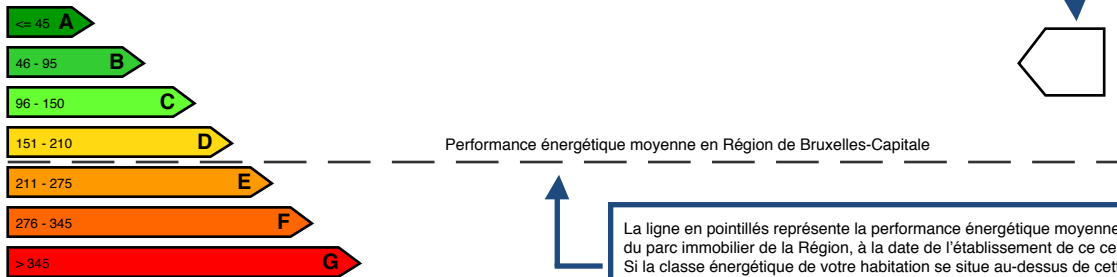 <= 45 A
46 - 95 B
96 - 150 C
151 - 210 D
Performance énergétique moyenne en Région de Bruxelles-Capitale
211 - 275 E
276 - 345 F
> 345 G
La ligne en pointillés représente la performance énergétique moyenne
du parc immobilier de la Région, à la date de l'établissement de ce
Si la classe énergétique de votre habitation se situe au-dessus de